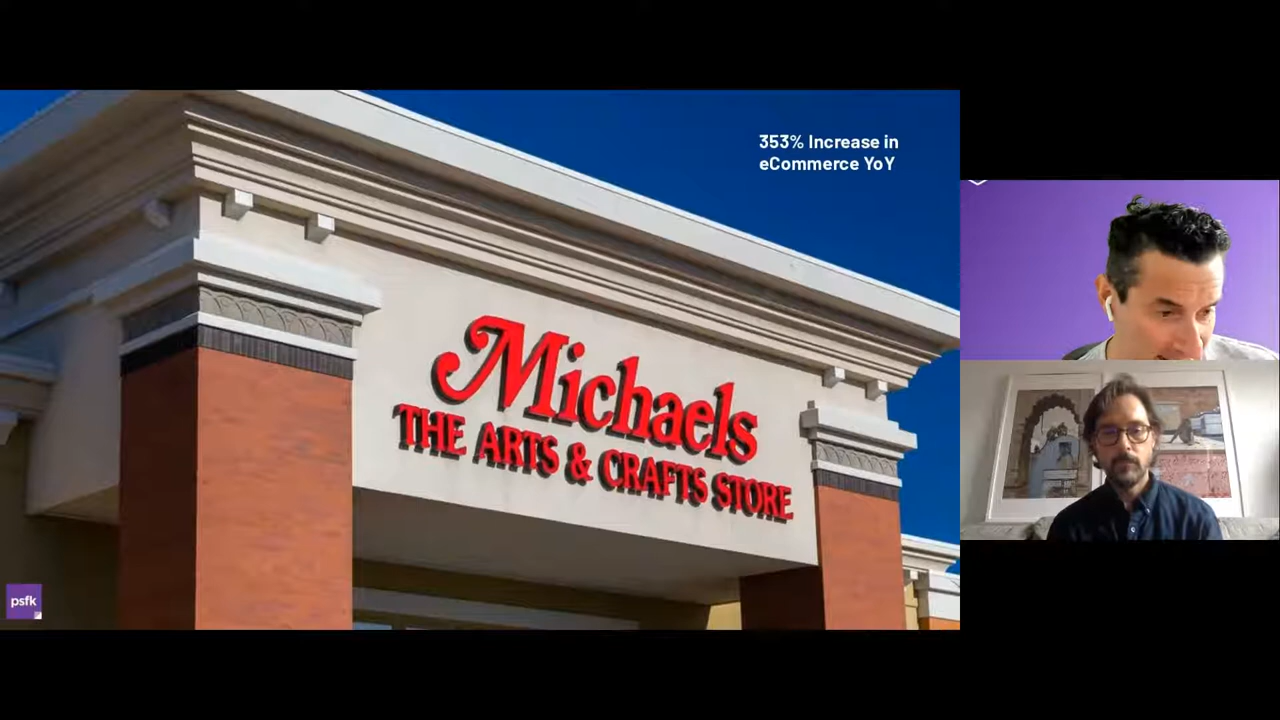 353% Increase in
eCommerce YoY
Michaels
THE ARTS & CRAFTS STORE
psfk